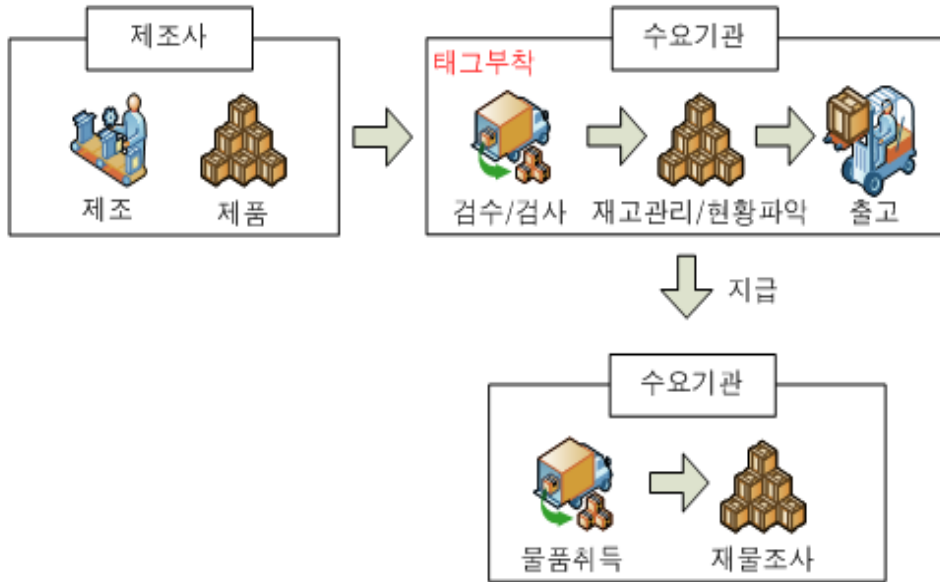 제조사
제조
제품
수요기관
태그부착
검수/검사
재고관리/현황파악
출고
지급
수요기관
물품취득
재물조사